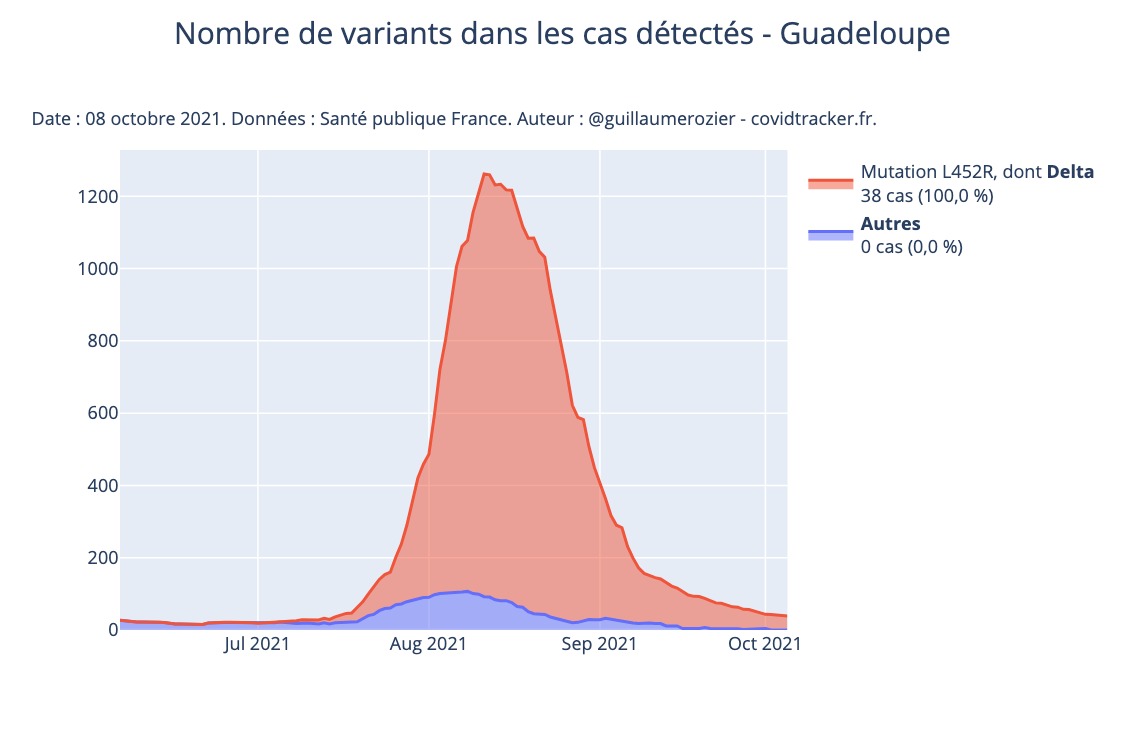 Nombre de variants dans les cas détectés - Guadeloupe
Date : 08 octobre 2021. Données : Santé publique France. Auteur : @guillaumerozier - covidtracker.fr.
Mutation L452R, dont Delta
38 cas (100,0 %)
Autres
0 cas (0,0 %)
1200
1000
800
600
400
200
0
Jul 2021
Aug 2021
Sep 2021
Oct 2021